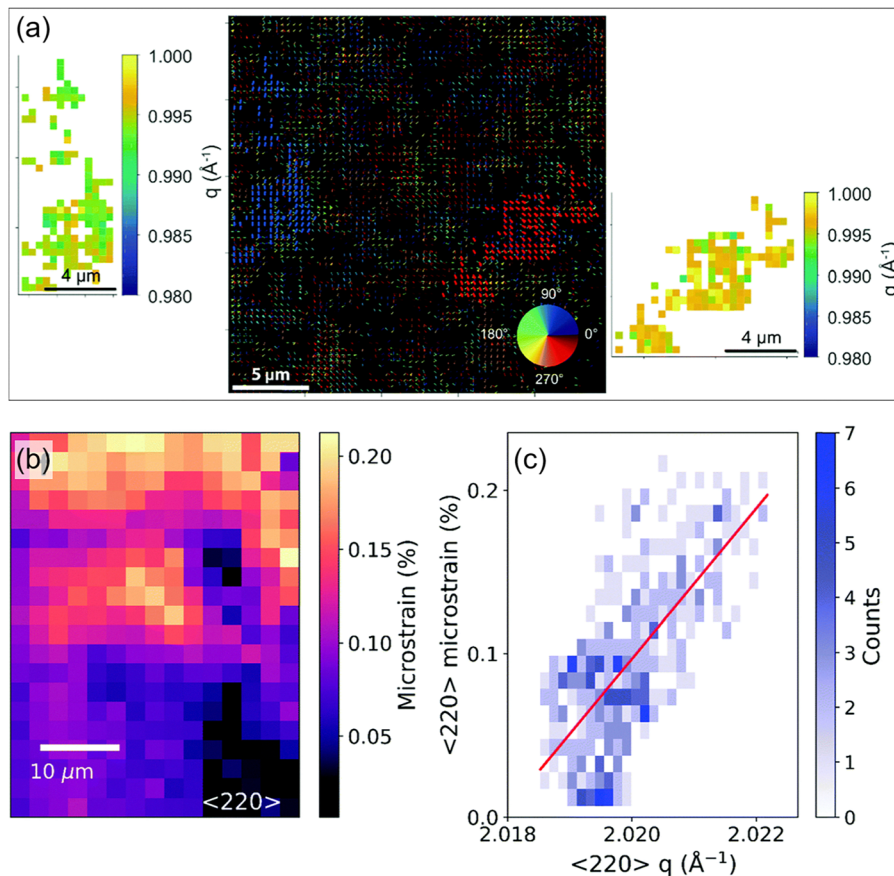 (a)
1.000
0.995
0.990
0.985
0.980
q (Å⁻¹)
4 μm
5 μm
90°
180°
0°
270°
1.000
0.995
0.990
0.985
0.980
q (Å⁻¹)
4 μm
(b)
0.20
0.15
0.10
0.05
Microstrain (%)
10 μm
<220>
(c)
0.2
0.1
0.0
<220> microstrain (%)
2.018
2.020
2.022
<220> q (Å⁻¹)
7
6
5
4
3
2
1
0
Counts